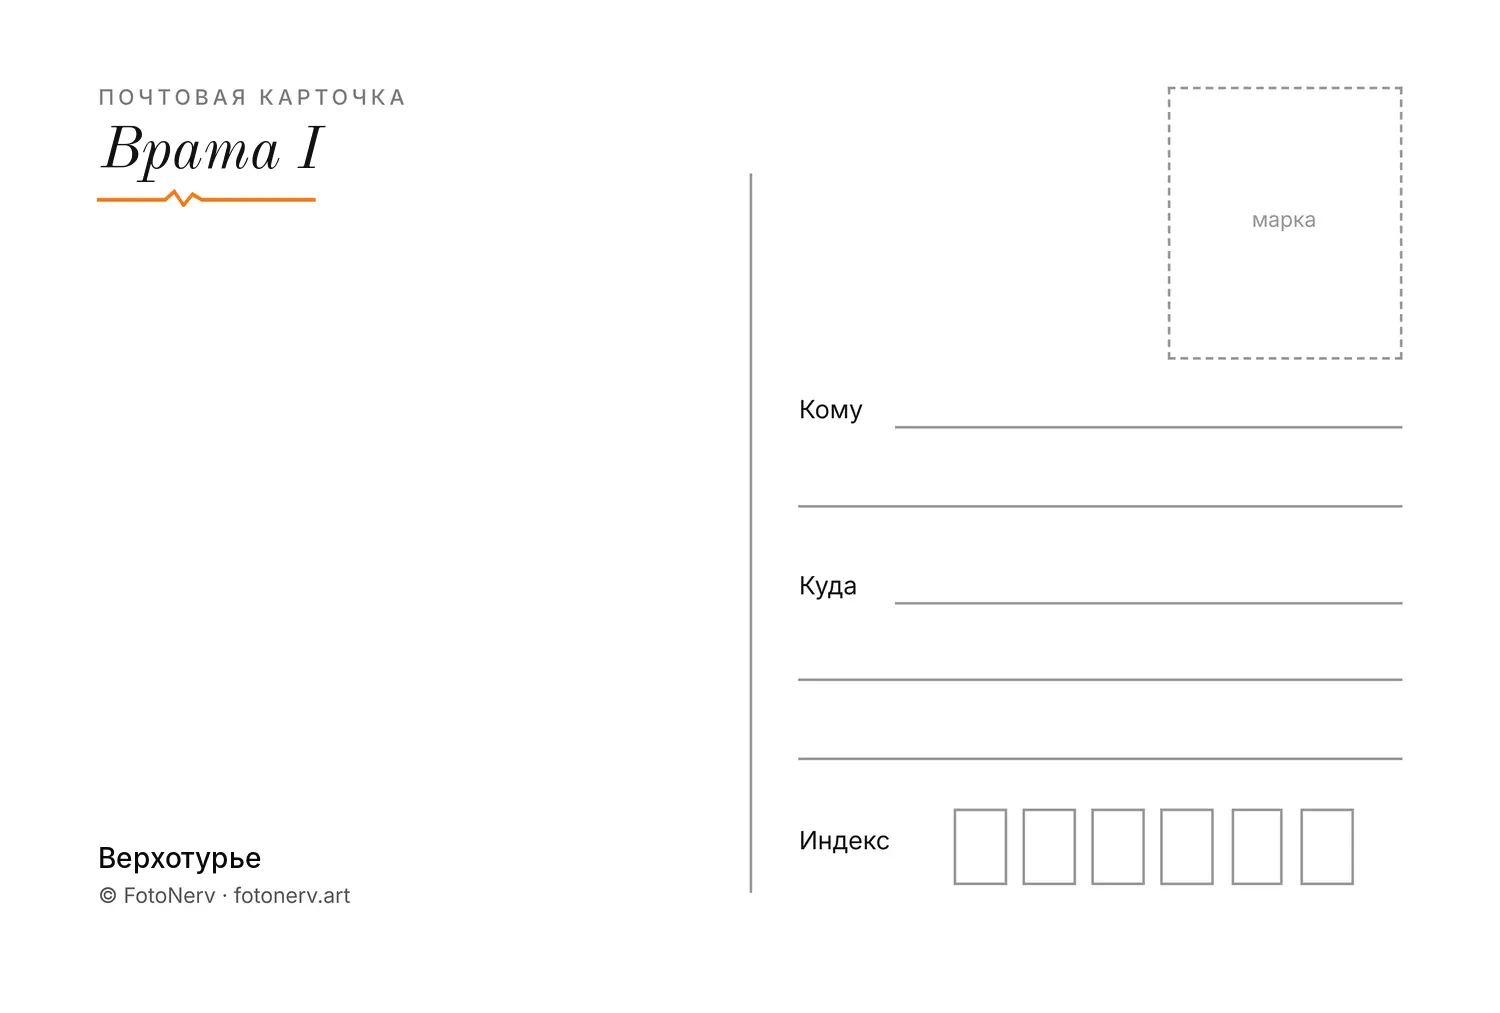 ПОЧТОВАЯ КАРТОЧКА
Врата I
марка
Кому
Куда
Индекс
Верхотурье
© FotoNerv · fotonerv.art